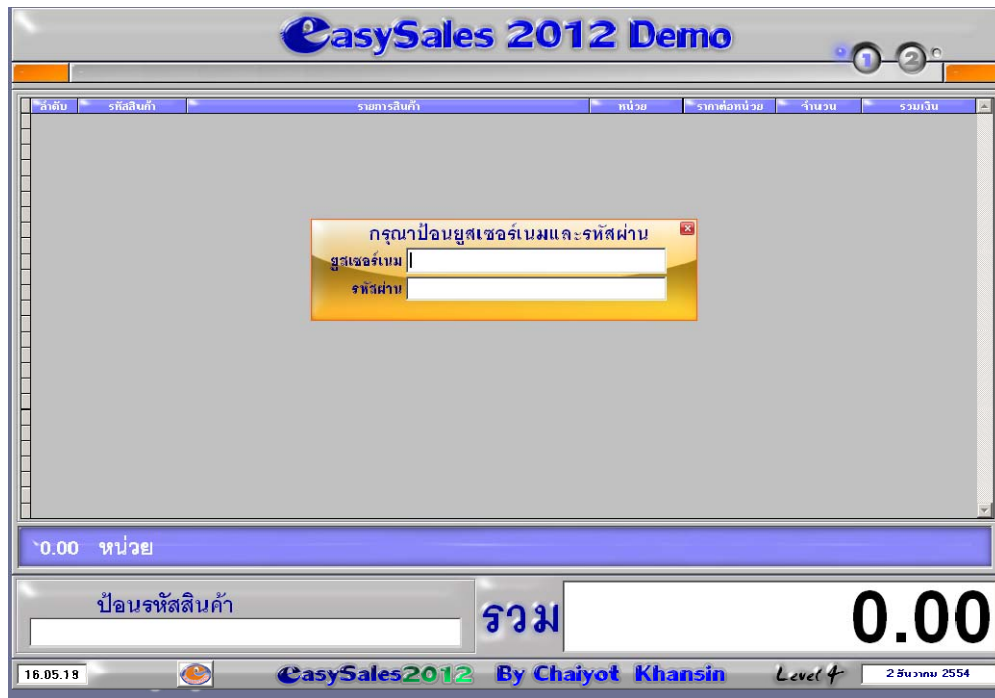 easySales 2012 Demo
1 2
ลำดับ รหัสสินค้า รายการสินค้า หน่วย ราคาต่อหน่วย จำนวน รวมเงิน
กรุณาป้อนยูสเซอร์เนมและรหัสผ่าน
ยูสเซอร์เนม
รหัสผ่าน
0.00 หน่วย
ป้อนรหัสสินค้า
รวม 0.00
16.05.18 easySales2012 By Chaiyot Khansin Level 4 2 ธันวาคม 2554